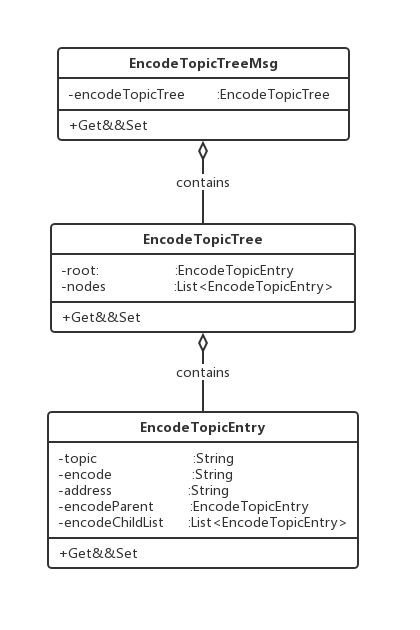 EncodeTopicTreeMsg
-encodeTopicTree :EncodeTopicTree
+Get&&Set
contains
EncodeTopicTree
-root: :EncodeTopicEntry
-nodes :List<EncodeTopicEntry>
+Get&&Set
contains
EncodeTopicEntry
-topic :String
-encode :String
-address :String
-encodeParent :EncodeTopicEntry
-encodeChildList :List<EncodeTopicEntry>
+Get&&Set